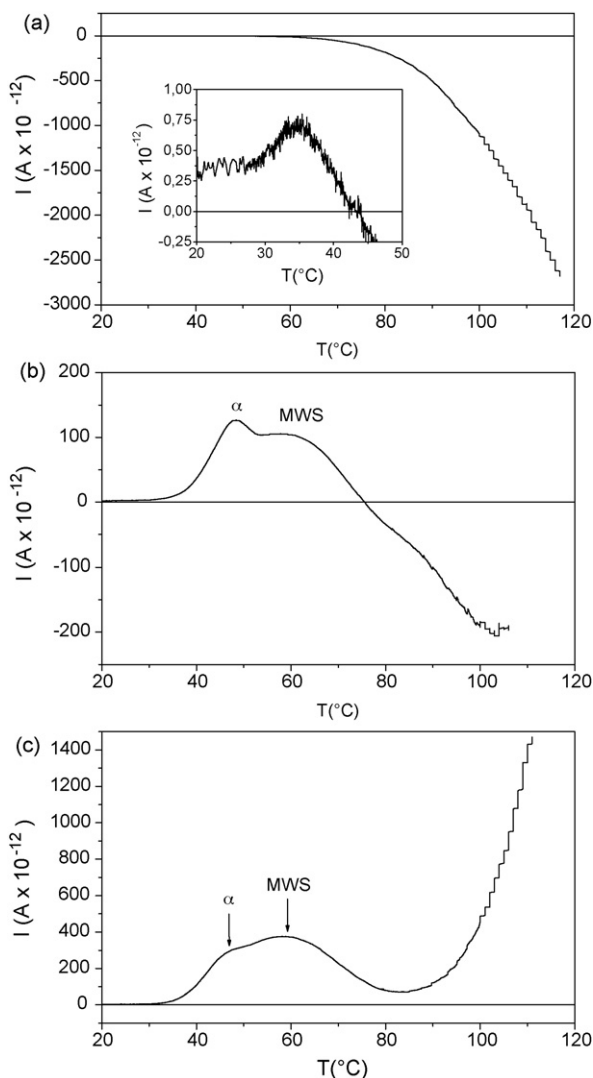 (a)
0
-500
-1000
-1500
-2000
-2500
-3000
I (A x 10⁻¹²)
20 40 60 80 100 120
T(°C)
1,00
0,75
0,50
0,25
0,00
-0,25
I (A x 10⁻¹²)
20 30 40 50
T(°C)
(b)
200
100
0
-100
-200
I (A x 10⁻¹²)
α
MWS
20 40 60 80 100 120
T(°C)
(c)
1400
1200
1000
800
600
400
200
0
I (A x 10⁻¹²)
α
MWS
20 40 60 80 100 120
T(°C)